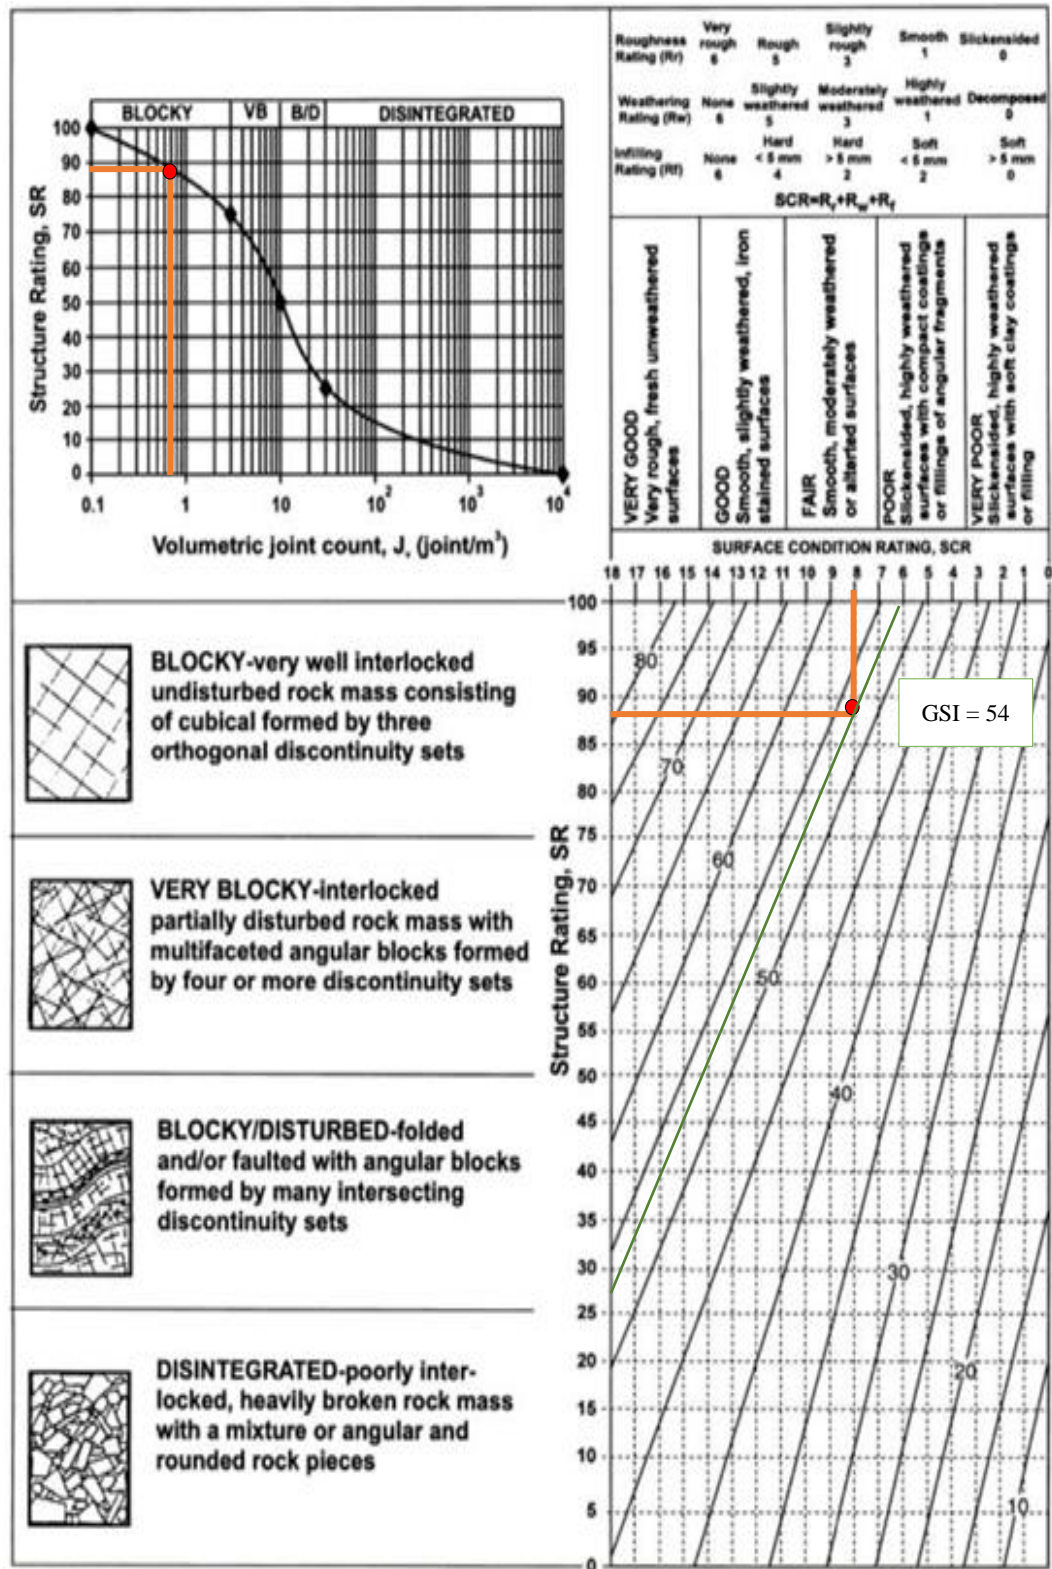 Roughness Rating (Rr) Very rough 6 Rough 5 Slightly rough 3 Smooth 1 Slickensided 0
Weathering Rating (Rw) None 6 Slightly weathered 5 Moderately weathered 3 Highly weathered 1 Decomposed 0
Infilling Rating (Rf) None 6 Hard < 5 mm 4 Hard > 5 mm 2 Soft < 5 mm 2 Soft > 5 mm 0
SCR=Rr+Rw+Rf
BLOCKY VB B/D DISINTEGRATED
Structure Rating, SR
100
90
80
70
60
50
40
30
20
10
0
0.1 1 10 10² 10³ 10⁴
Volumetric joint count, J, (joint/m³)
VERY GOOD
Very rough, fresh unweathered
surfaces
GOOD
Smooth, slightly weathered, iron
stained surfaces
FAIR
Smooth, moderately weathered
or alterted surfaces
POOR
Slickensided, highly weathered
surfaces with compact coatings
or fillings of angular fragments
VERY POOR
Slickensided, highly weathered
surfaces with soft clay coatings
or filling
SURFACE CONDITION RATING, SCR
18 17 16 15 14 13 12 11 10 9 8 7 6 5 4 3 2 1 0
BLOCKY-very well interlocked
undisturbed rock mass consisting
of cubical formed by three
orthogonal discontinuity sets
VERY BLOCKY-interlocked
partially disturbed rock mass with
multifaceted angular blocks formed
by four or more discontinuity sets
BLOCKY/DISTURBED-folded
and/or faulted with angular blocks
formed by many intersecting
discontinuity sets
DISINTEGRATED-poorly inter-
locked, heavily broken rock mass
with a mixture or angular and
rounded rock pieces
Structure Rating, SR
100
95
90
85
80
75
70
65
60
55
50
45
40
35
30
25
20
15
10
5
0
80
70
60
50
40
30
20
10
GSI = 54